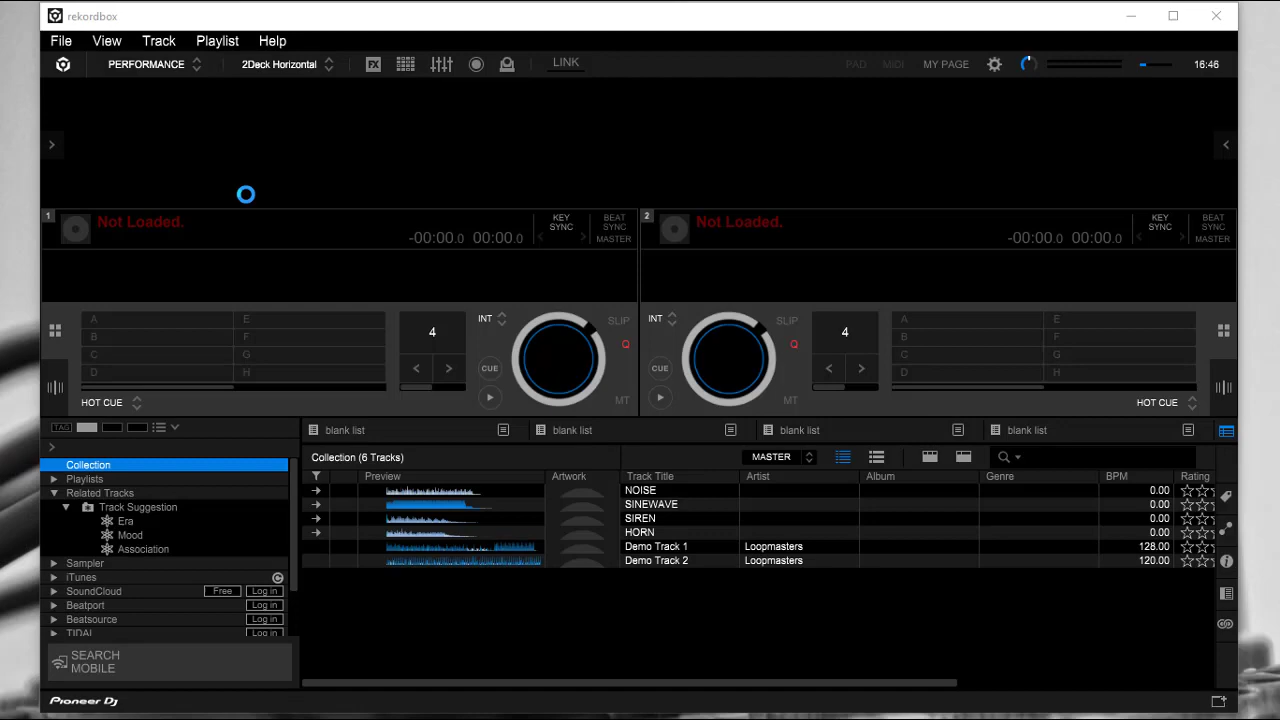 rekordbox
File View Track Playlist Help
PERFORMANCE 2Deck Horizontal FX LINK PAD MIDI MY PAGE 16:46
1 Not Loaded. -00:00.0 00:00.0 KEY SYNC BEAT SYNC MASTER
2 Not Loaded. -00:00.0 00:00.0 KEY SYNC BEAT SYNC MASTER
A E 4 INT SLIP
B F Q
C G CUE
D H MT
HOT CUE
INT SLIP 4 A E
Q B F
CUE C G
MT D H
HOT CUE
TAG
blank list blank list blank list blank list
Collection
Playlists
Related Tracks
Track Suggestion
Era
Mood
Association
Sampler
iTunes
SoundCloud Free Log in
Beatport Log in
Beatsource Log in
TIDAL Log in
SEARCH
MOBILE
Collection (6 Tracks) MASTER
Preview Artwork Track Title Artist Album Genre BPM Rating
NOISE 0.00
SINEWAVE 0.00
SIREN 0.00
HORN 0.00
Demo Track 1 Loopmasters 128.00
Demo Track 2 Loopmasters 120.00
Pioneer Dj